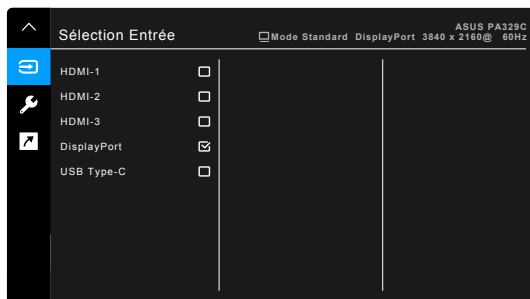 ASUS PA329C
Sélection Entrée
Mode Standard DisplayPort 3840 x 2160@ 60Hz
HDMI-1
HDMI-2
HDMI-3
DisplayPort
USB Type-C